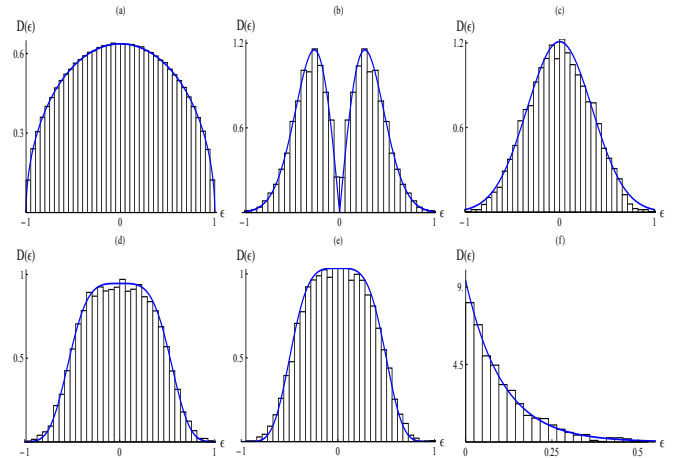 (a) (b) (c)
D(ϵ) D(ϵ) D(ϵ)
0.6 1.2 1.2
0.3 0.6 0.6
−1 0 1 ϵ −1 0 1 ϵ −1 0 1 ϵ
(d) (e) (f)
D(ϵ) D(ϵ) D(ϵ)
1 1 9.
0.5 0.5 4.5
−1 0 1 ϵ −1 0 1 ϵ 0 0.25 0.5 ϵ